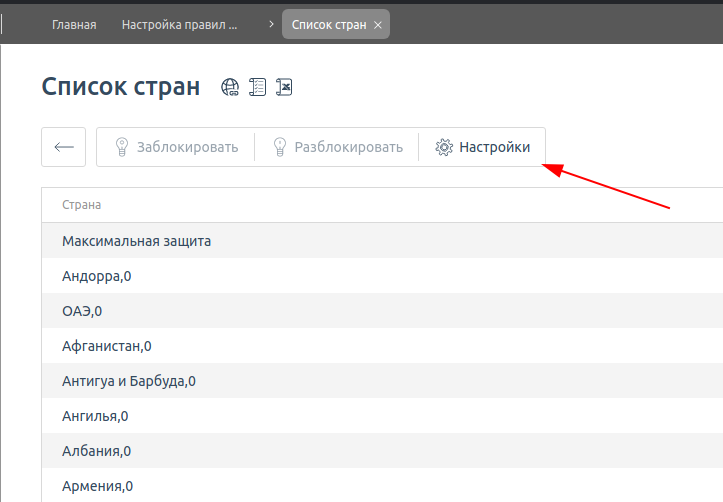 Главная Настройка правил ... > Список стран ×
Список стран
Заблокировать Разблокировать Настройки
Страна
Максимальная защита
Андорра,0
ОАЭ,0
Афганистан,0
Антигуа и Барбуда,0
Ангилья,0
Албания,0
Армения,0